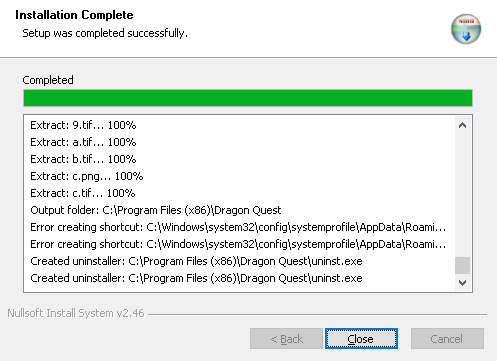 Installation Complete
Setup was completed successfully.
Completed
Extract: 9.tif... 100%
Extract: a.tif... 100%
Extract: b.tif... 100%
Extract: c.png... 100%
Extract: c.tif... 100%
Output folder: C:\Program Files (x86)\Dragon Quest
Error creating shortcut: C:\Windows\system32\config\systemprofile\AppData\Roami...
Error creating shortcut: C:\Windows\system32\config\systemprofile\AppData\Roami...
Created uninstaller: C:\Program Files (x86)\Dragon Quest\uninst.exe
Created uninstaller: C:\Program Files (x86)\Dragon Quest\uninst.exe
Nullsoft Install System v2.46
< Back
Close
Cancel